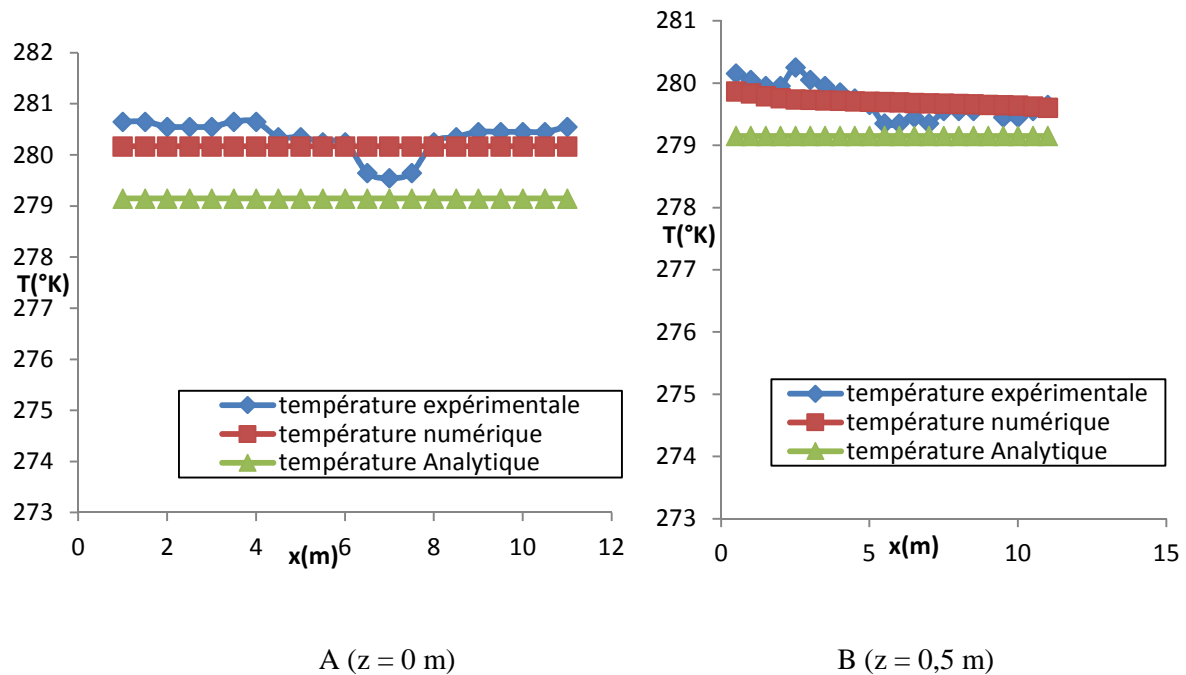 282
281
280
279
278
277
276
275
274
273
T(°K)
0
2
4
6
8
10
12
x(m)
température expérimentale
température numérique
température Analytique
A (z = 0 m)
281
280
279
278
277
276
275
274
273
T(°K)
0
5
10
15
x(m)
température expérimentale
température numérique
température Analytique
B (z = 0,5 m)